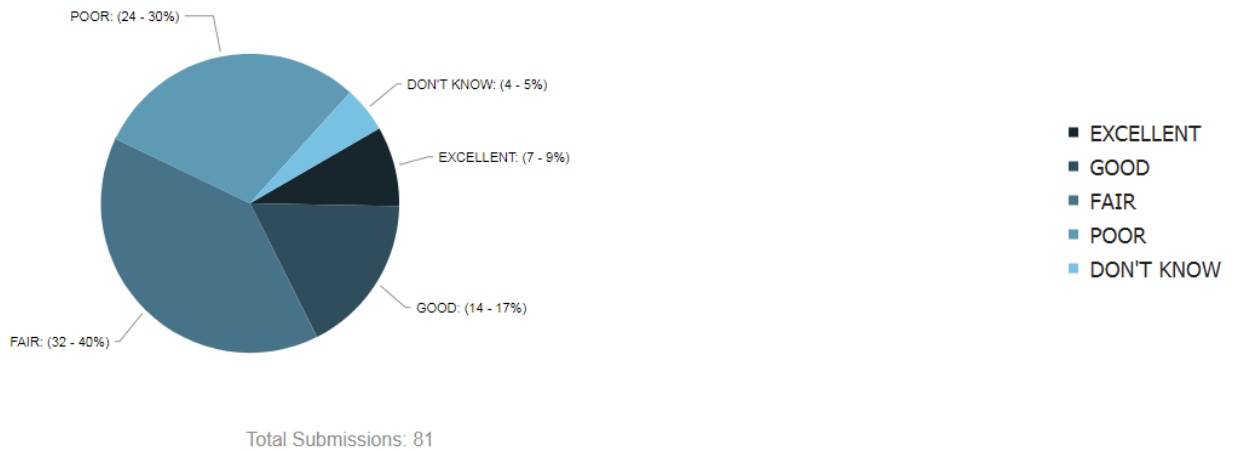 POOR: (24 - 30%)
DON'T KNOW: (4 - 5%)
EXCELLENT: (7 - 9%)
GOOD: (14 - 17%)
FAIR: (32 - 40%)
EXCELLENT
GOOD
FAIR
POOR
DON'T KNOW
Total Submissions: 81